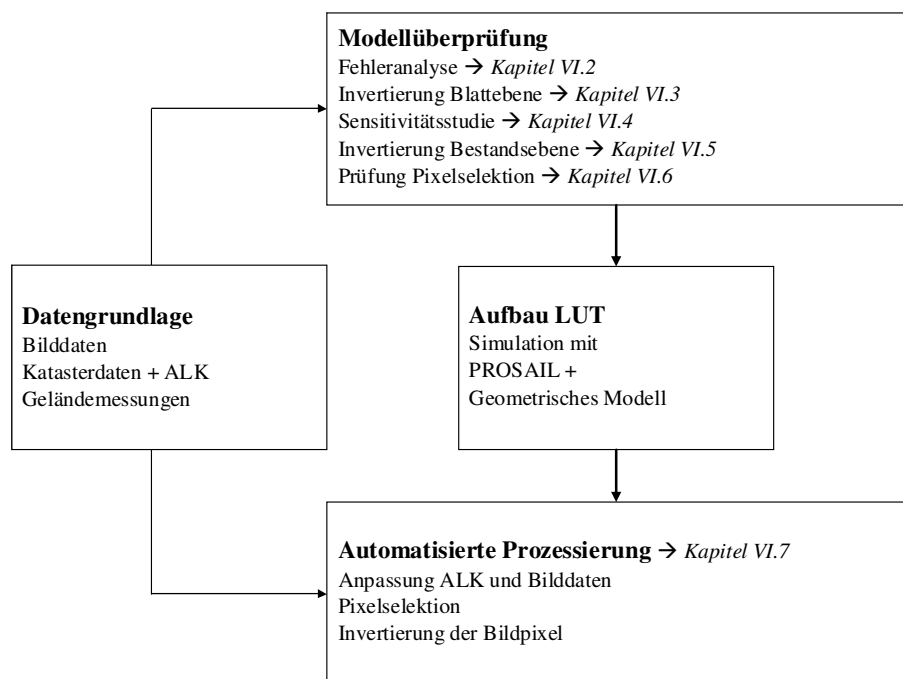 Modellüberprüfung
Fehleranalyse → Kapitel VI.2
Invertierung Blattebene → Kapitel VI.3
Sensitivitätsstudie → Kapitel VI.4
Invertierung Bestandsebene → Kapitel VI.5
Prüfung Pixelselektion → Kapitel VI.6
Datengrundlage
Bilddaten
Katasterdaten + ALK
Geländemessungen
Aufbau LUT
Simulation mit
PROSAIL +
Geometrisches Modell
Automatisierte Prozessierung → Kapitel VI.7
Anpassung ALK und Bilddaten
Pixelselektion
Invertierung der Bildpixel